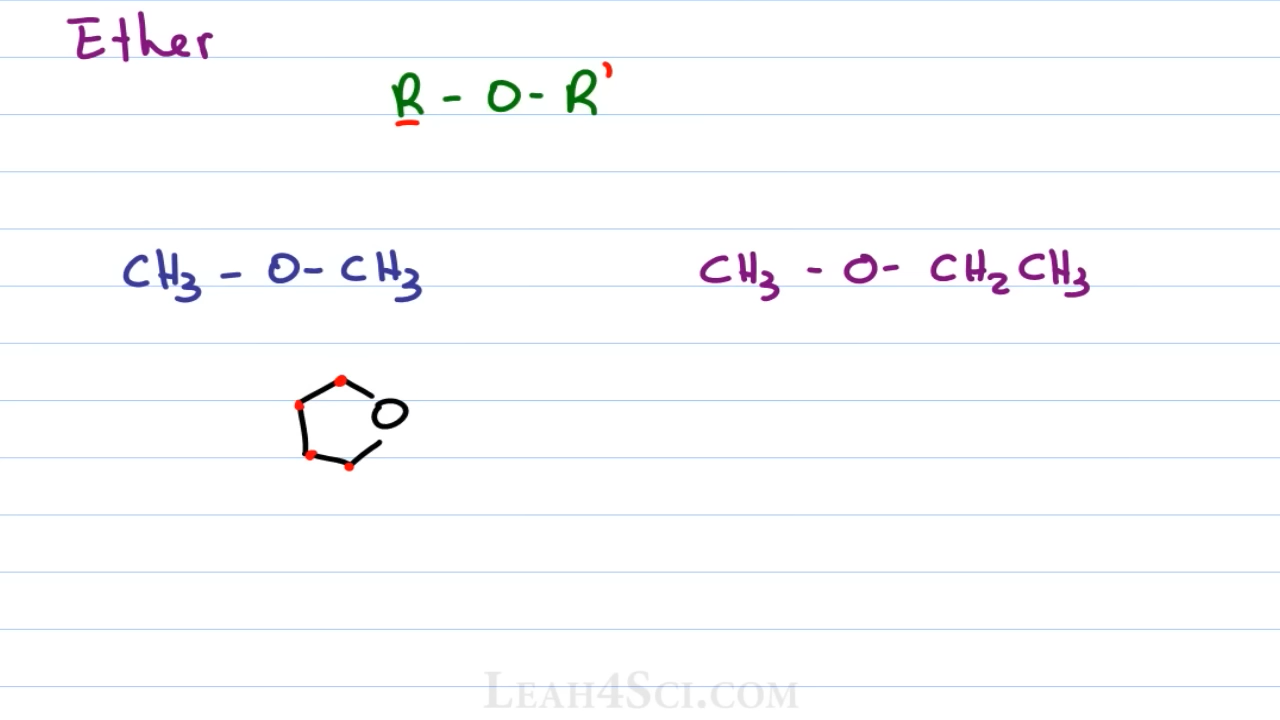 Ether
R - O - R'
CH3 - O - CH3
CH3 - O - CH2CH3
O
LEAH4SCI.COM